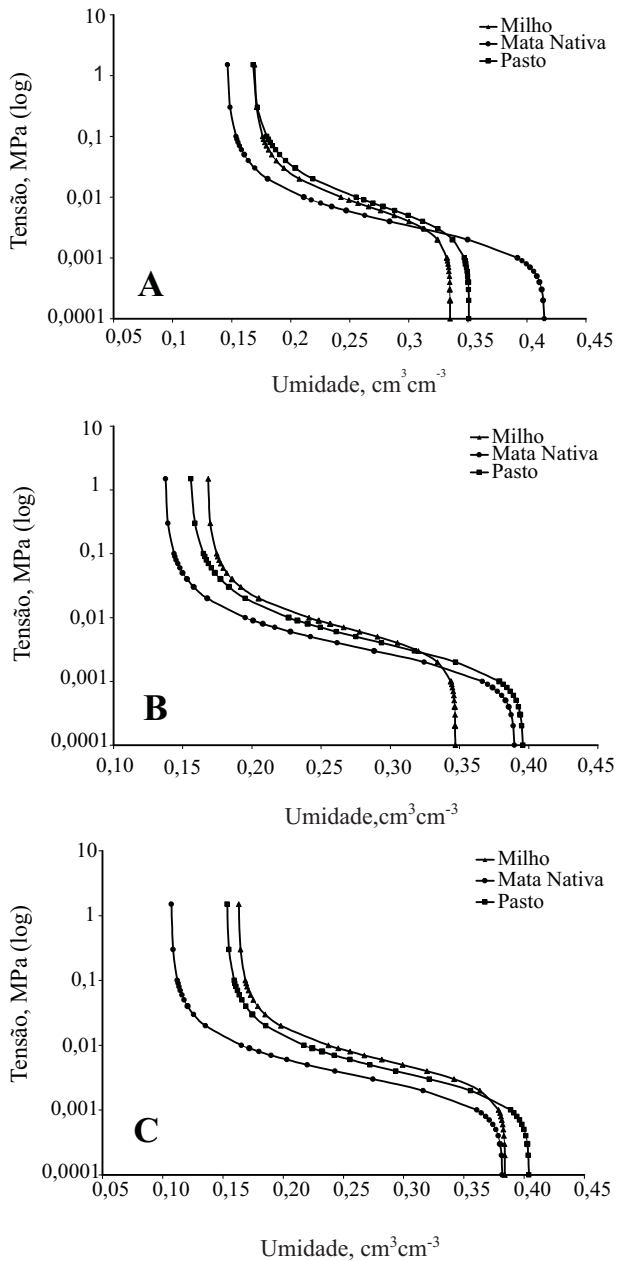 10
1
0,1
0,01
0,001
0,0001
Tensão, MPa (log)
Milho
Mata Nativa
Pasto
A
0,05 0,1 0,15 0,2 0,25 0,3 0,35 0,4 0,45
Umidade, cm³cm⁻³
10
1
0,1
0,01
0,001
0,0001
Tensão, MPa (log)
Milho
Mata Nativa
Pasto
B
0,10 0,15 0,20 0,25 0,30 0,35 0,40 0,45
Umidade,cm³cm⁻³
10
1
0,1
0,01
0,001
0,0001
Tensão, MPa (log)
Milho
Mata Nativa
Pasto
C
0,05 0,10 0,15 0,20 0,25 0,30 0,35 0,40 0,45
Umidade, cm³cm⁻³